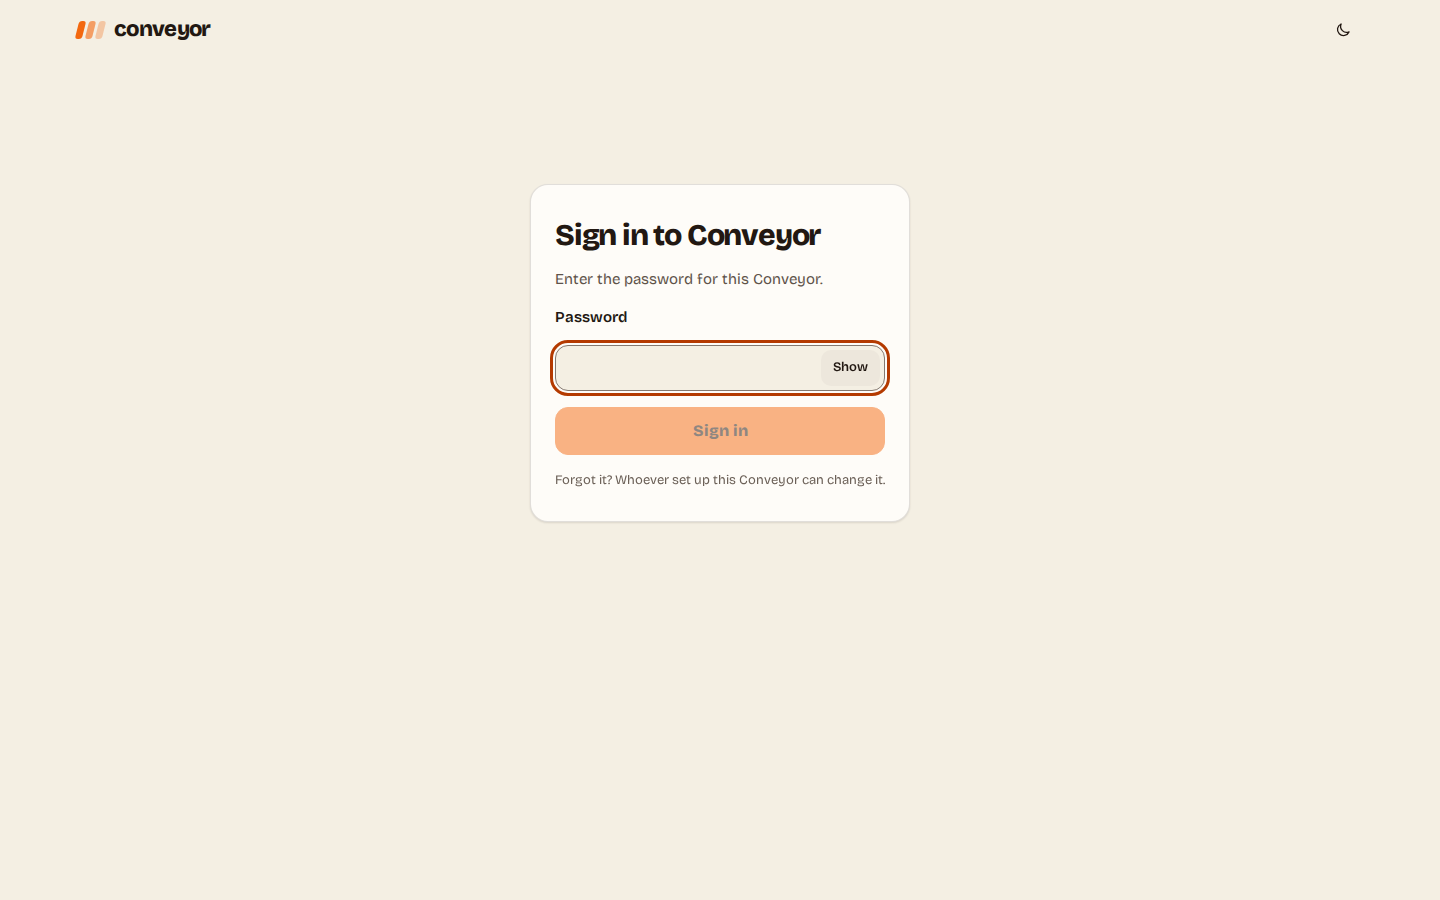 conveyor
Sign in to Conveyor
Enter the password for this Conveyor.
Password
Show
Sign in
Forgot it? Whoever set up this Conveyor can change it.